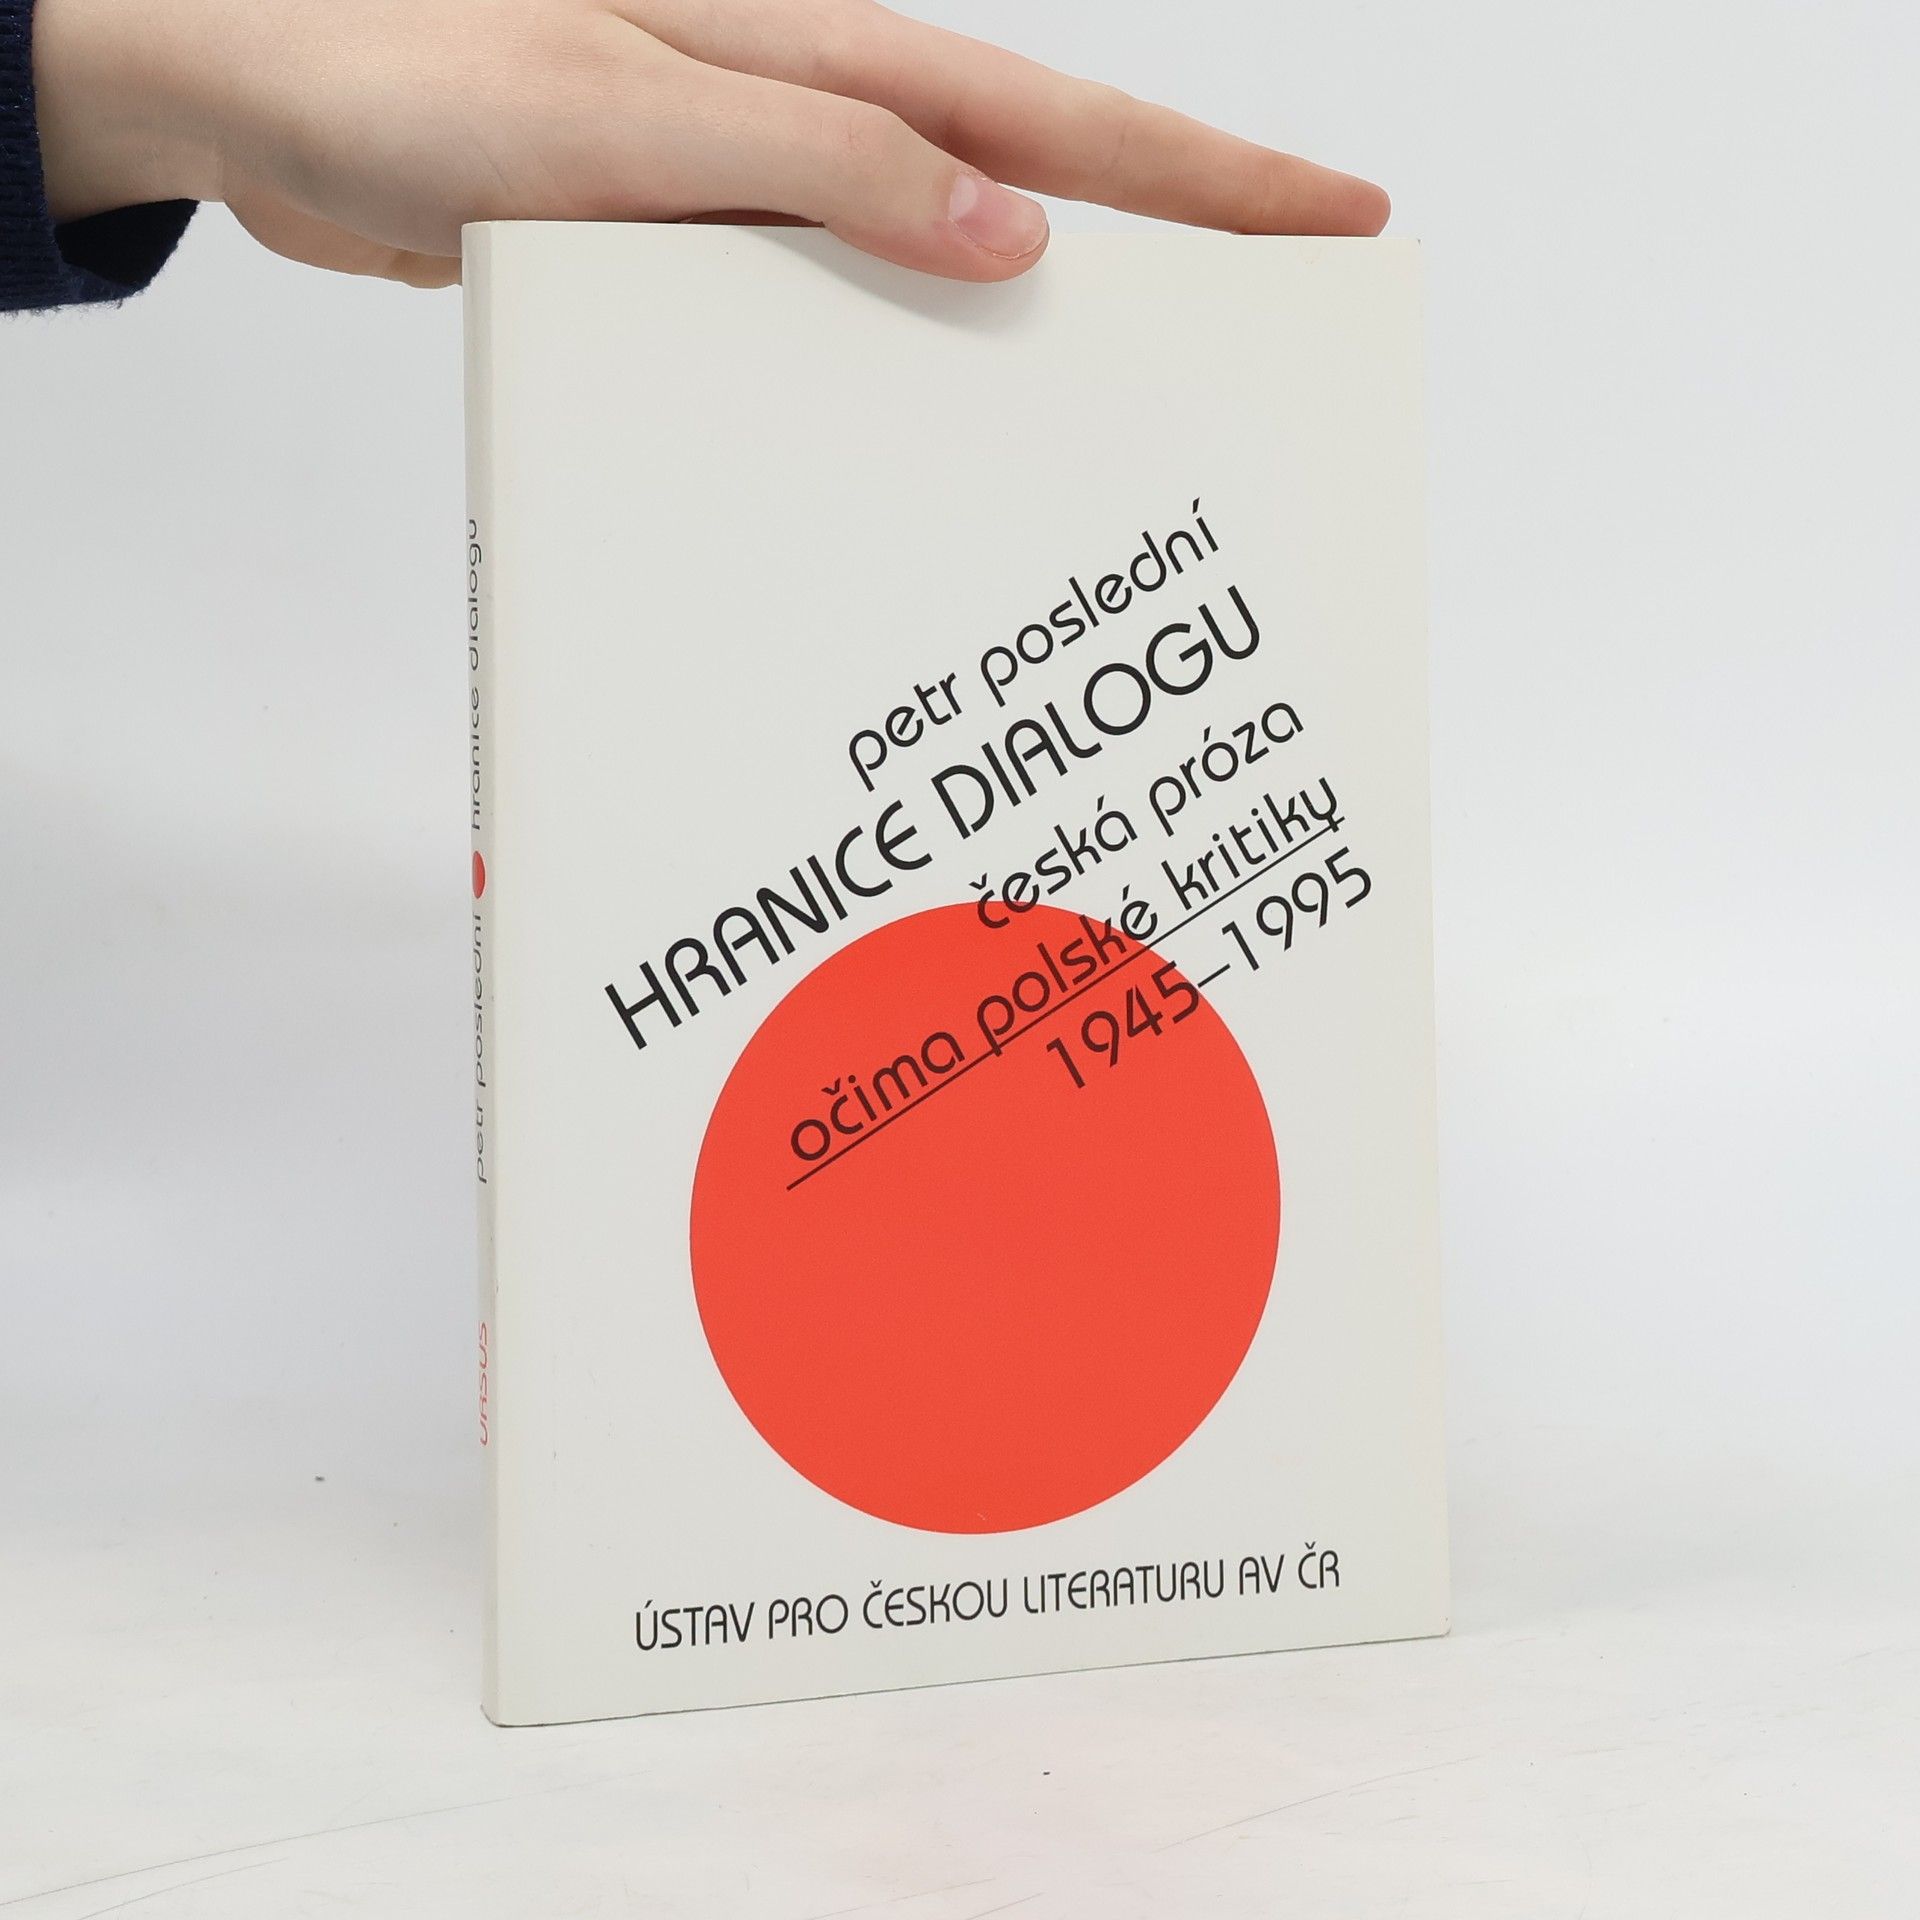 petr poslední
HRANICE DIALOGU
česká próza
očima polské kritiky
1945–1995
ÚSTAV PRO ČESKOU LITERATURU AV ČR
petr poslední hranice dialogu